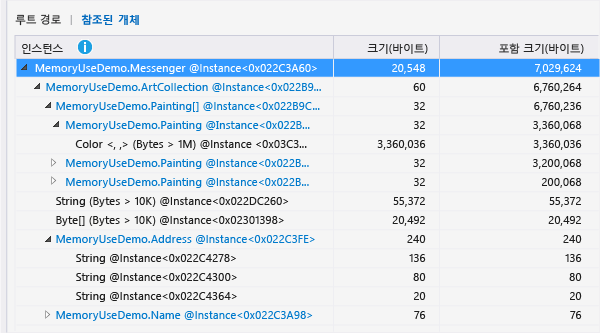 루트 경로 | 참조된 개체
인스턴스 크기(바이트) 포함 크기(바이트)
MemoryUseDemo.Messenger @Instance<0x022C3A60> 20,548 7,029,624
MemoryUseDemo.ArtCollection @Instance<0x022B9... 60 6,760,264
MemoryUseDemo.Painting[] @Instance<0x022B9C... 32 6,760,236
MemoryUseDemo.Painting @Instance<0x022B... 32 3,360,068
Color <, ,> (Bytes > 1M) @Instance <0x03C3... 3,360,036 3,360,036
MemoryUseDemo.Painting @Instance<0x022B... 32 3,200,068
MemoryUseDemo.Painting @Instance<0x022B... 32 200,068
String (Bytes > 10K) @Instance<0x022DC260> 55,372 55,372
Byte[] (Bytes > 10K) @Instance<0x02301398> 20,492 20,492
MemoryUseDemo.Address @Instance<0x022C3FE> 240 240
String @Instance<0x022C4278> 136 136
String @Instance<0x022C4300> 80 80
String @Instance<0x022C4364> 20 20
MemoryUseDemo.Name @Instance<0x022C3A98> 76 76